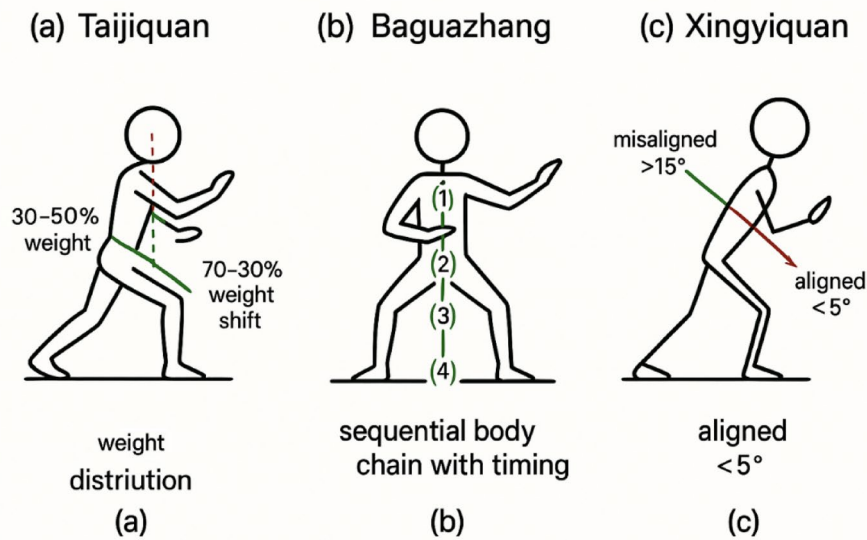 (a) Taijiquan
(b) Baguazhang
(c) Xingyiquan
30–50%
weight
70–30%
weight
shift
(1)
(2)
(3)
(4)
misaligned
>15°
aligned
<5°
weight
distriution
(a)
sequential body
chain with timing
(b)
aligned
<5°
(c)